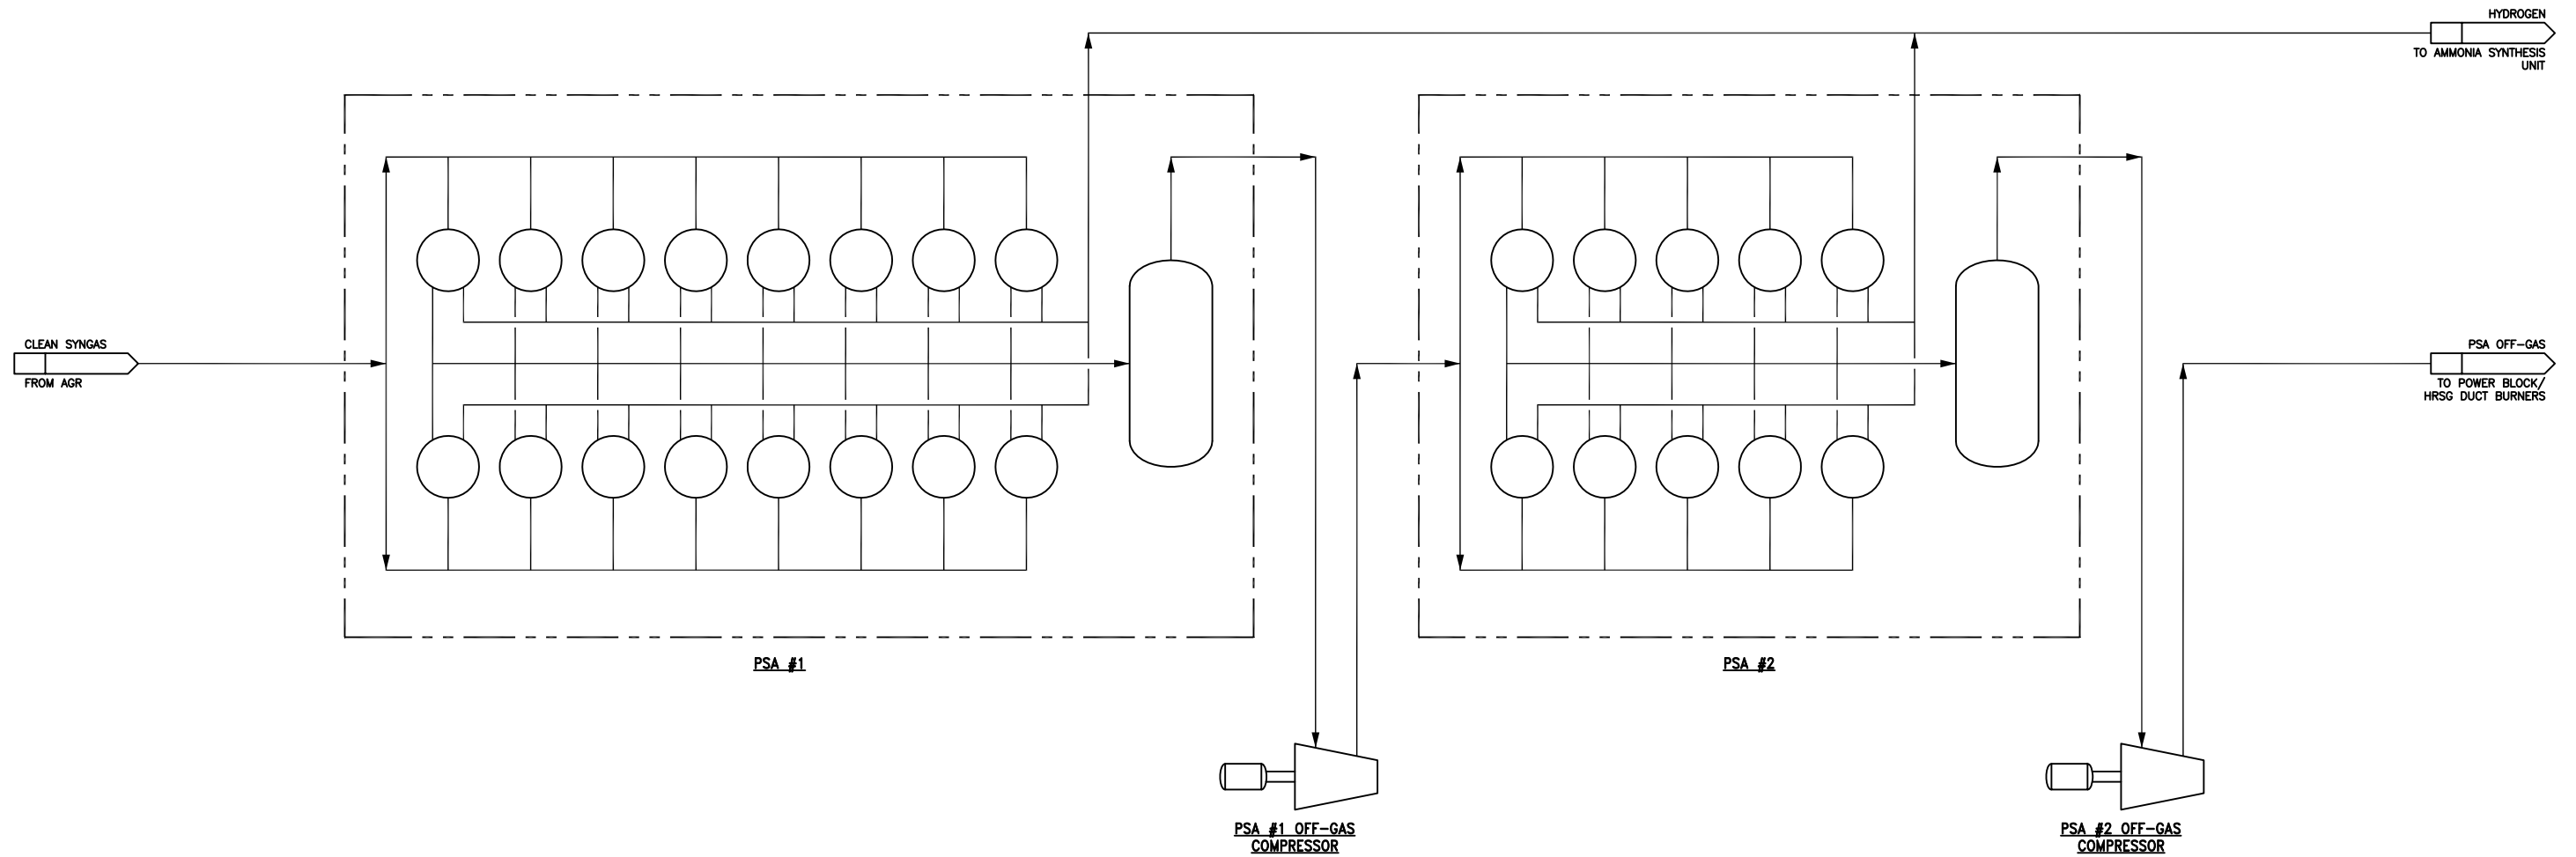 HYDROGEN
TO AMMONIA SYNTHESIS
UNIT
CLEAN SYNGAS
FROM AGR
PSA OFF-GAS
TO POWER BLOCK/
HRSG DUCT BURNERS
PSA #1
PSA #2
PSA #1 OFF-GAS
COMPRESSOR
PSA #2 OFF-GAS
COMPRESSOR